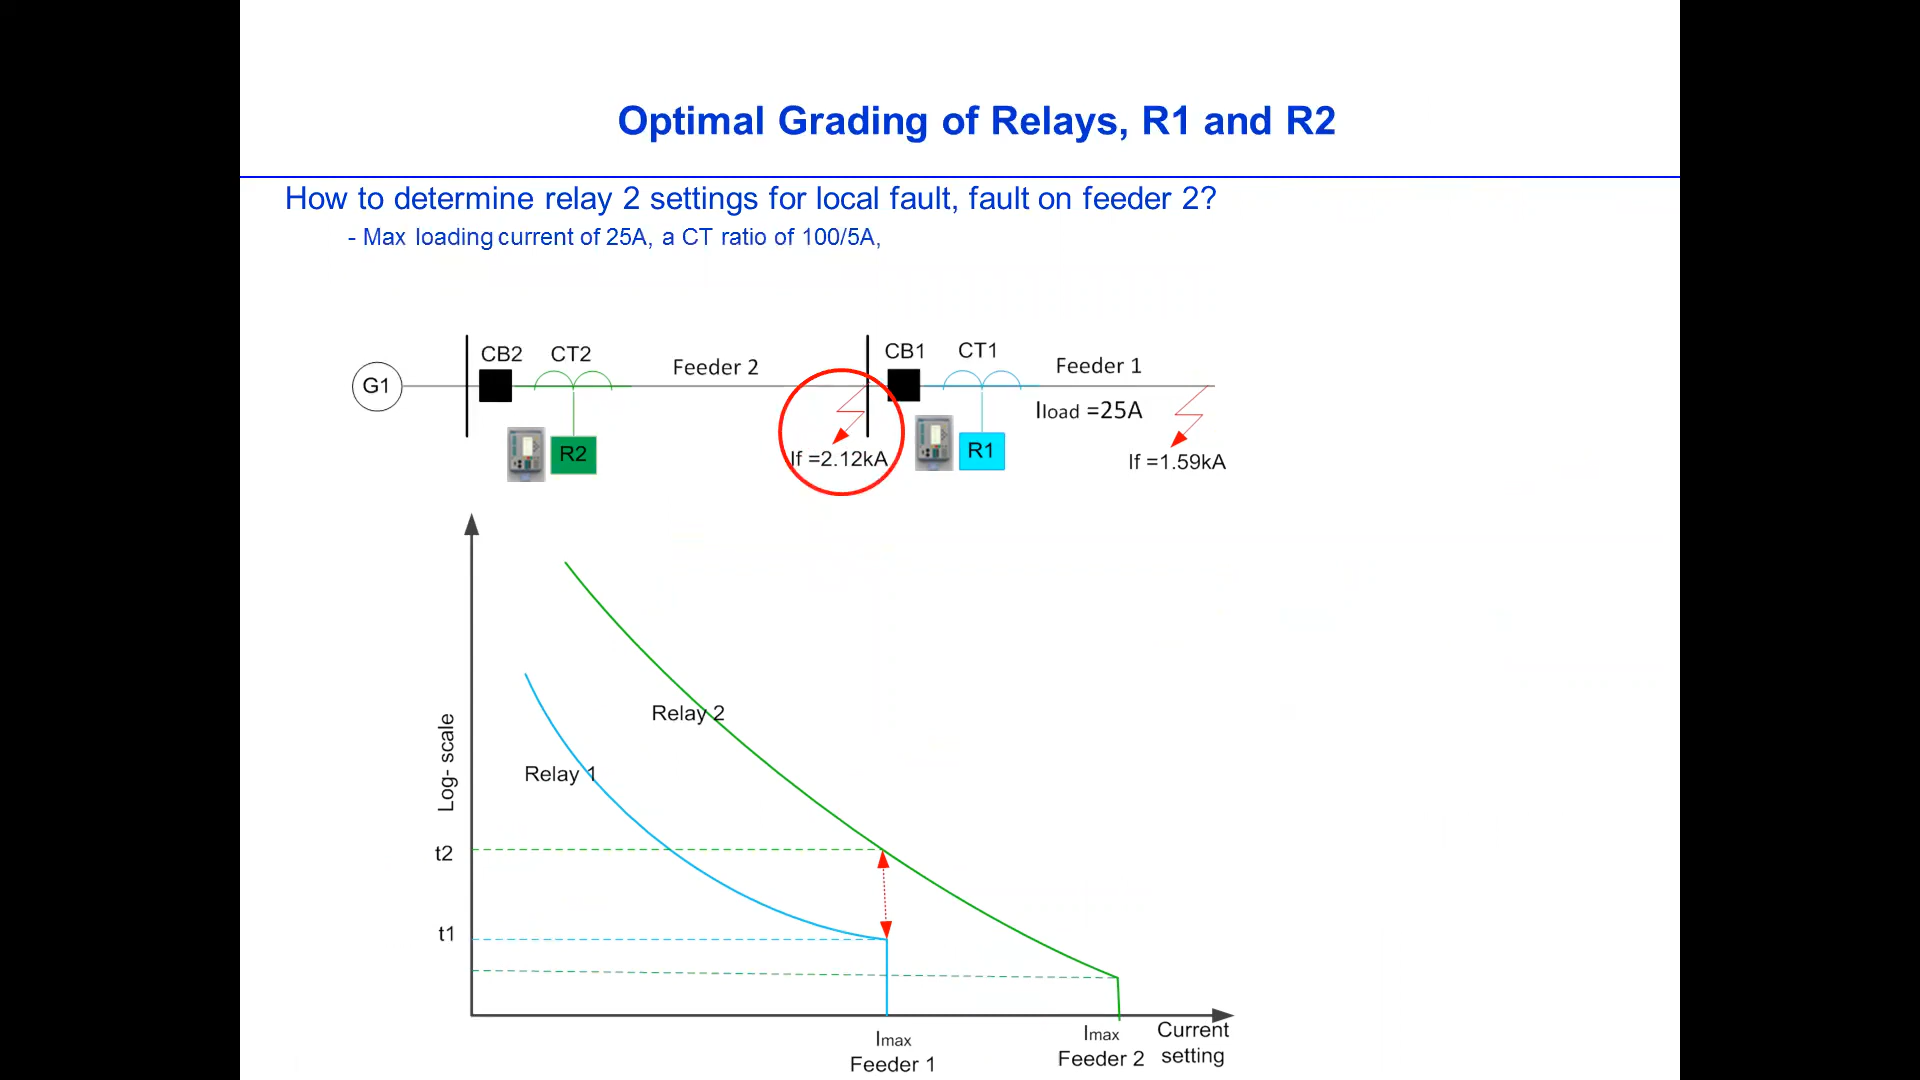 Optimal Grading of Relays, R1 and R2
How to determine relay 2 settings for local fault, fault on feeder 2?
- Max loading current of 25A, a CT ratio of 100/5A,
CB2 CT2
Feeder 2
CB1 CT1
Feeder 1
G1
Iload =25A
R2
R1
If =2.12kA
If =1.59kA
Relay 2
Relay 1
Log- scale
t2
t1
Imax
Feeder 1
Imax
Feeder 2
Current
setting